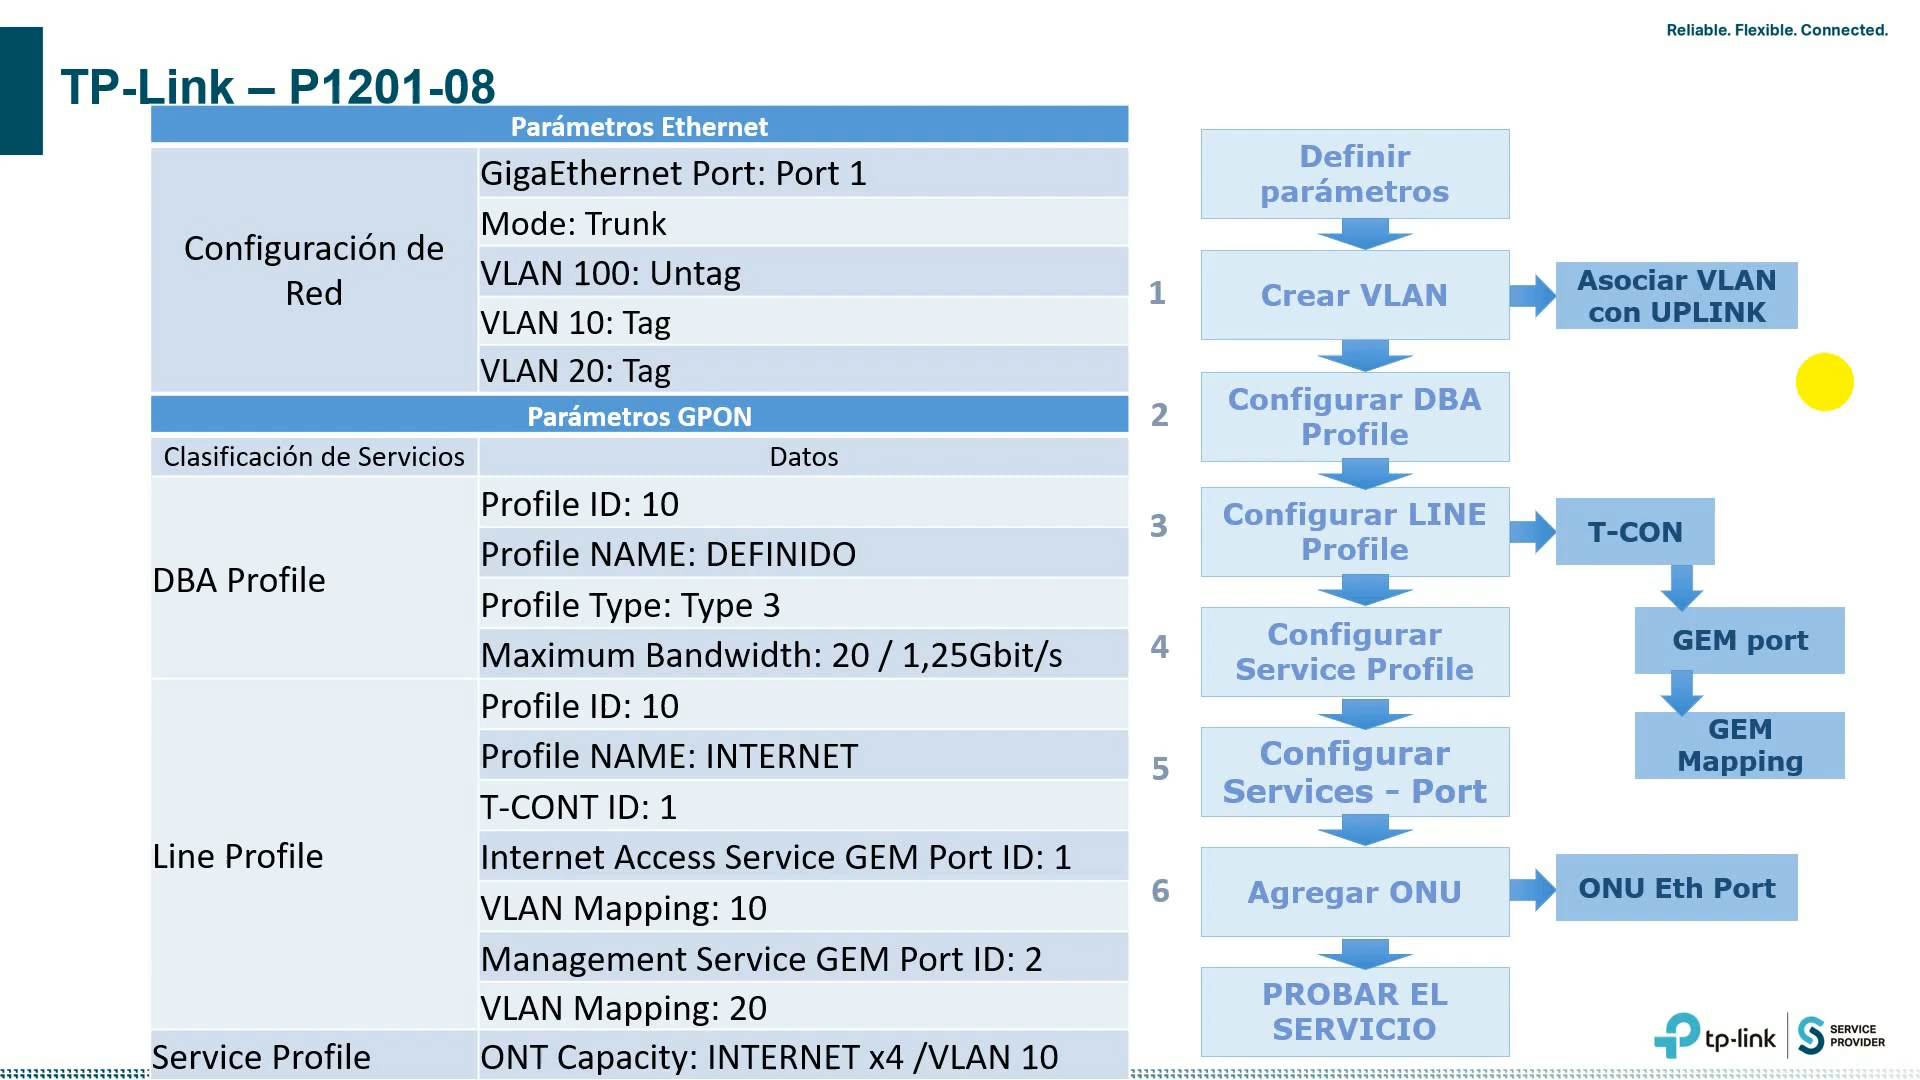 Reliable. Flexible. Connected.
TP-Link – P1201-08
Parámetros Ethernet
Configuración de
Red
GigaEthernet Port: Port 1
Mode: Trunk
VLAN 100: Untag
VLAN 10: Tag
VLAN 20: Tag
Parámetros GPON
Clasificación de Servicios
Datos
DBA Profile
Profile ID: 10
Profile NAME: DEFINIDO
Profile Type: Type 3
Maximum Bandwidth: 20 / 1,25Gbit/s
Line Profile
Profile ID: 10
Profile NAME: INTERNET
T-CONT ID: 1
Internet Access Service GEM Port ID: 1
VLAN Mapping: 10
Management Service GEM Port ID: 2
VLAN Mapping: 20
Service Profile
ONT Capacity: INTERNET x4 /VLAN 10
Definir
parámetros
1
Crear VLAN
Asociar VLAN
con UPLINK
2
Configurar DBA
Profile
3
Configurar LINE
Profile
T-CON
GEM port
GEM
Mapping
4
Configurar
Service Profile
5
Configurar
Services - Port
6
Agregar ONU
ONU Eth Port
PROBAR EL
SERVICIO
tp-link
SERVICE
PROVIDER